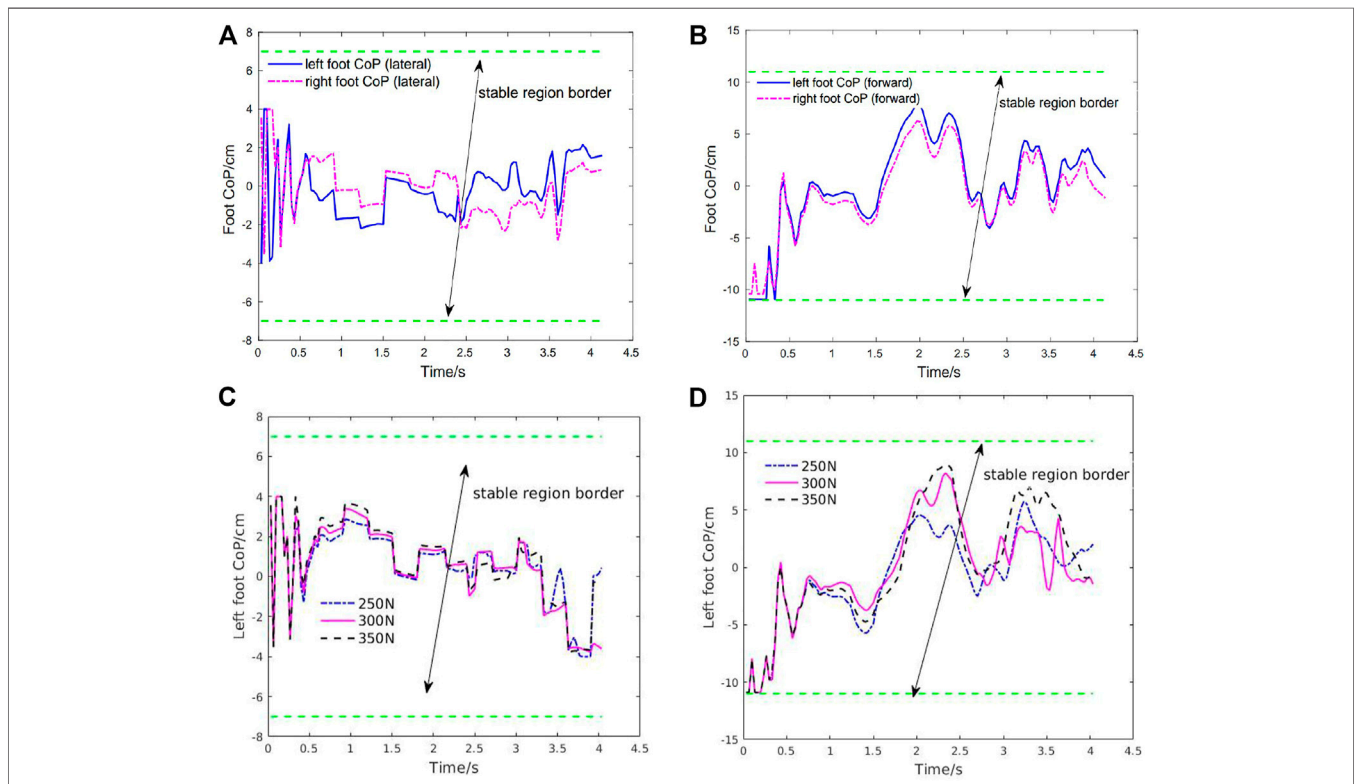 A
8
6
4
2
0
-2
-4
-6
-8
Foot CoP/cm
left foot CoP (lateral)
right foot CoP (lateral)
stable region border
0 0.5 1 1.5 2 2.5 3 3.5 4 4.5
Time/s
B
15
10
5
0
-5
-10
-15
Foot CoP/cm
left foot CoP (forward)
right foot CoP (forward)
stable region border
0 0.5 1 1.5 2 2.5 3 3.5 4 4.5
Time/s
C
8
6
4
2
0
-2
-4
-6
-8
Left foot CoP/cm
stable region border
250N
300N
350N
0 0.5 1 1.5 2 2.5 3 3.5 4 4.5
Time/s
D
15
10
5
0
-5
-10
-15
Left foot CoP/cm
250N
300N
350N
stable region border
0 0.5 1 1.5 2 2.5 3 3.5 4 4.5
Time/s